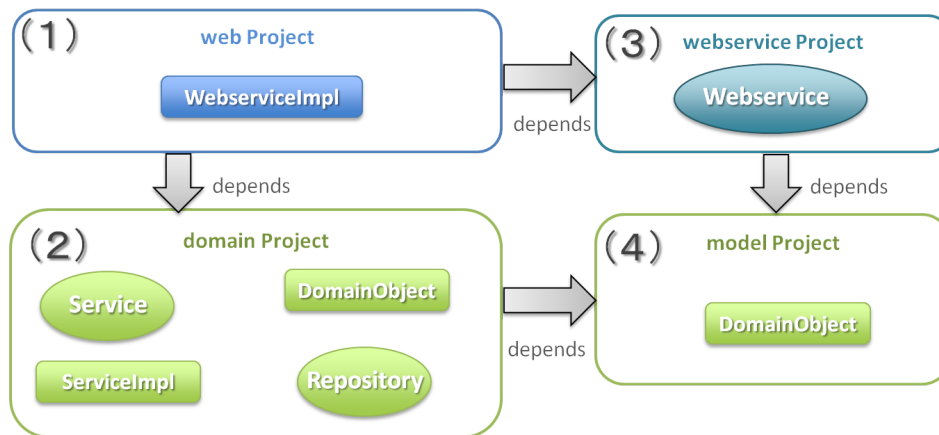 (1)
web Project
WebserviceImpl
depends
(3)
webservice Project
Webservice
depends
depends
(2)
domain Project
Service
DomainObject
ServiceImpl
Repository
depends
(4)
model Project
DomainObject